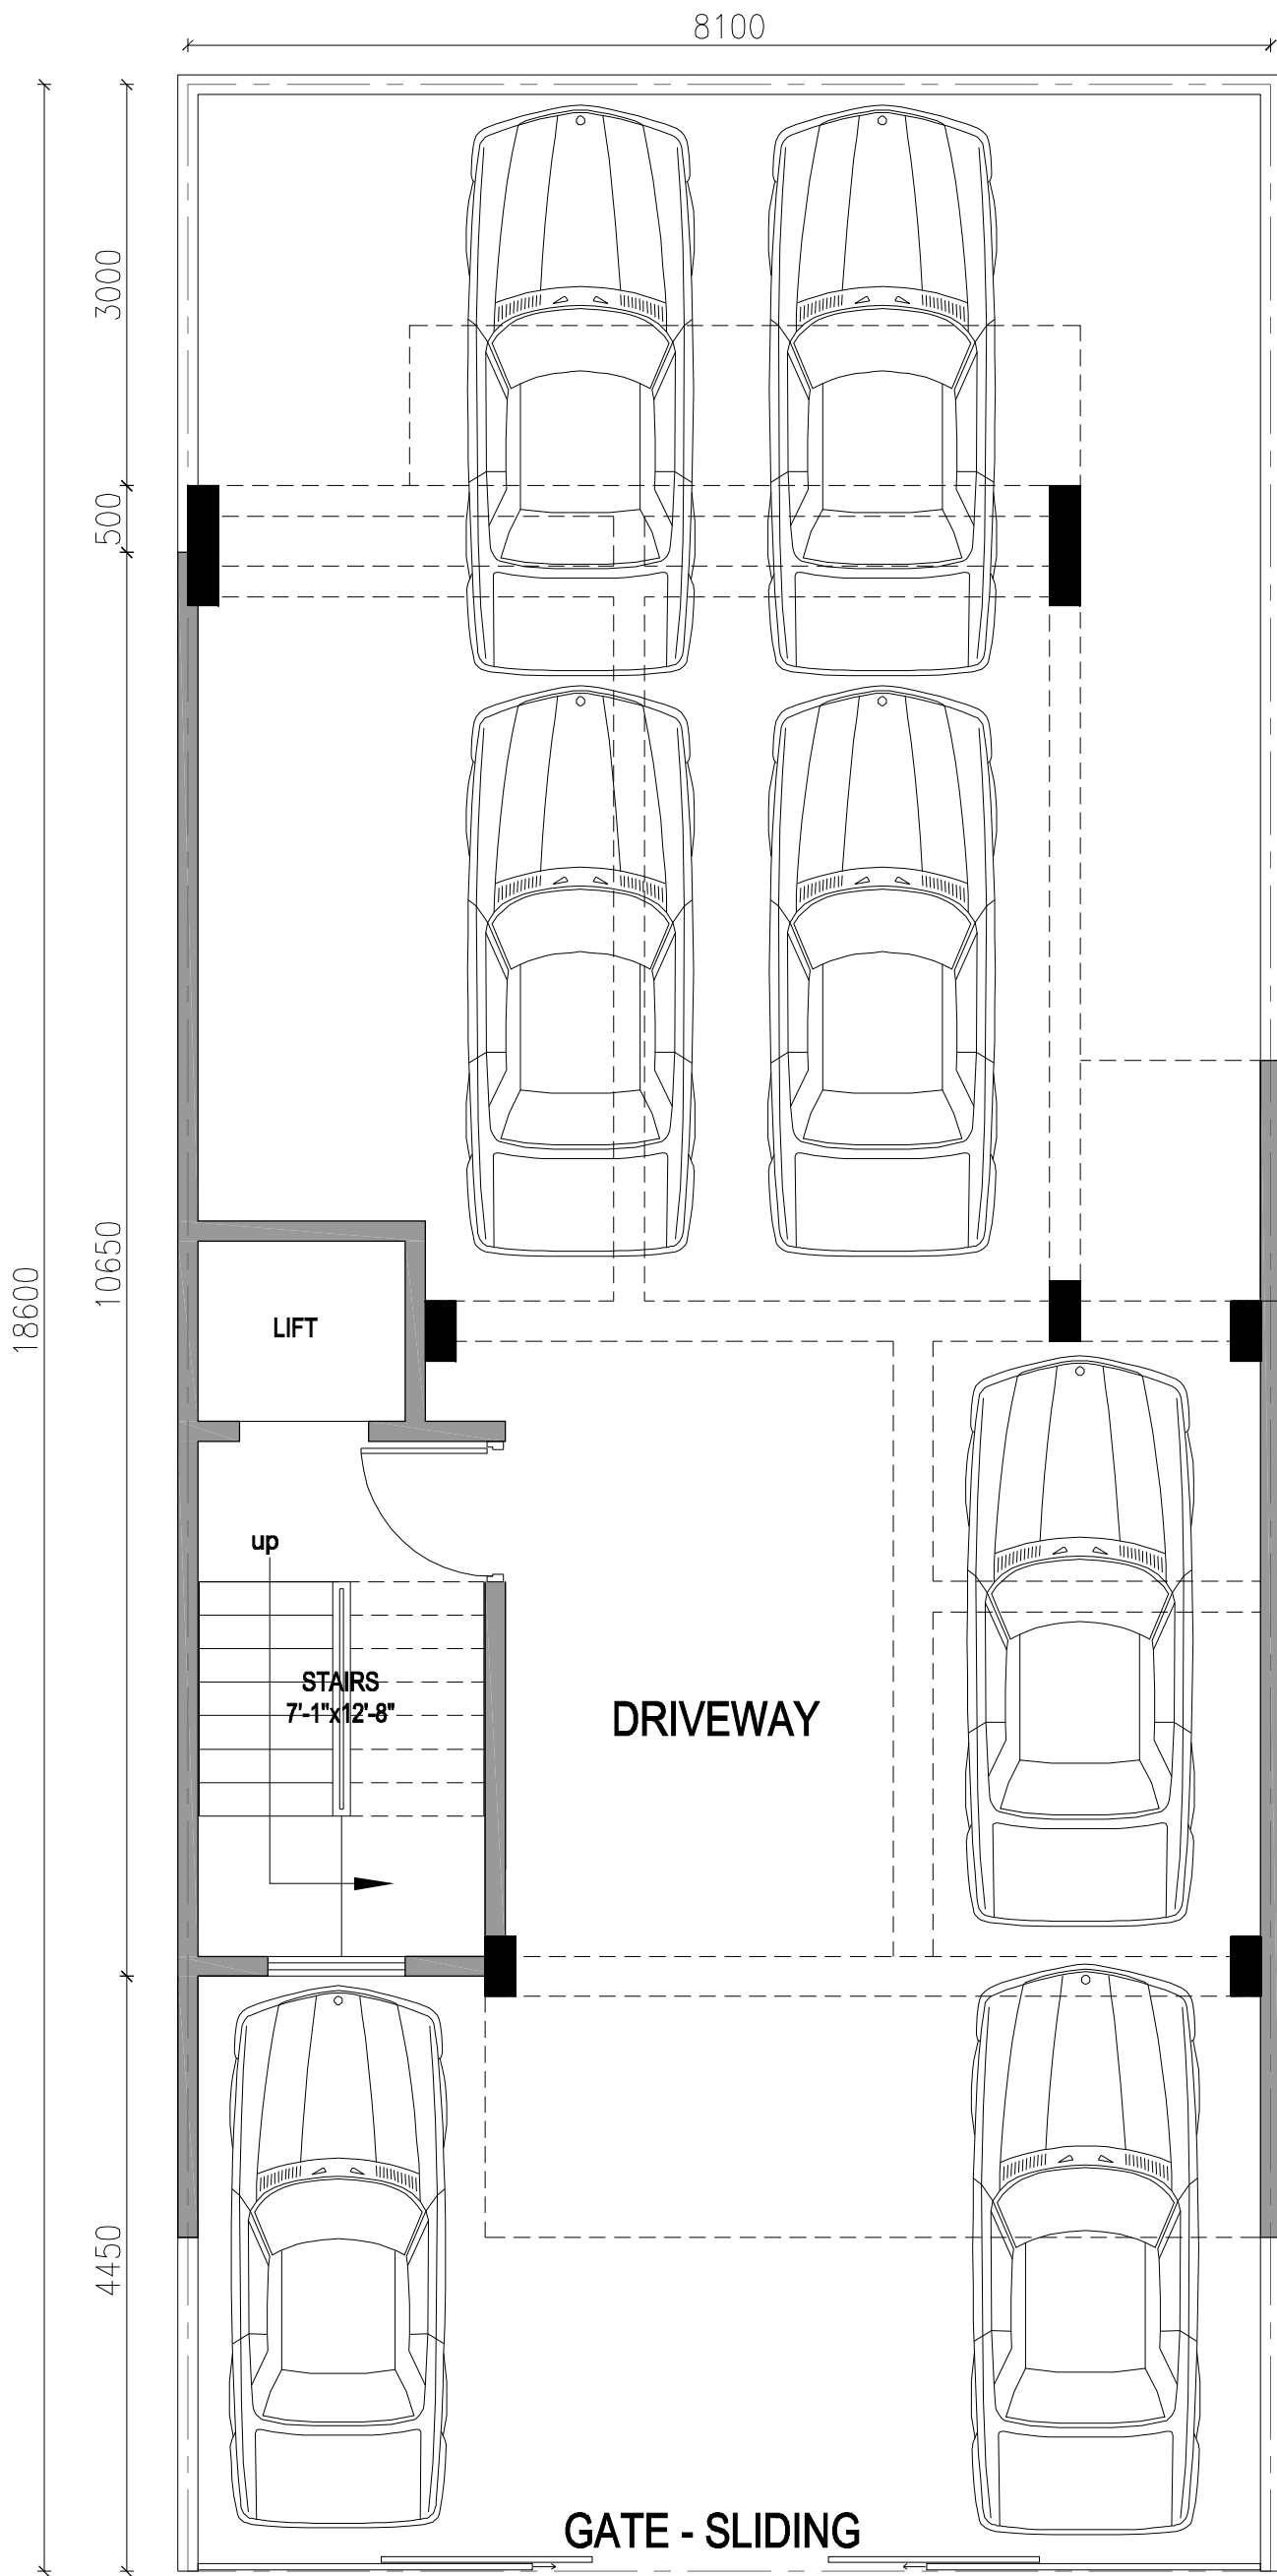 8100
3000
500
10650
18600
LIFT
up
STAIRS
7'-1"x12'-8"
DRIVEWAY
4450
GATE - SLIDING